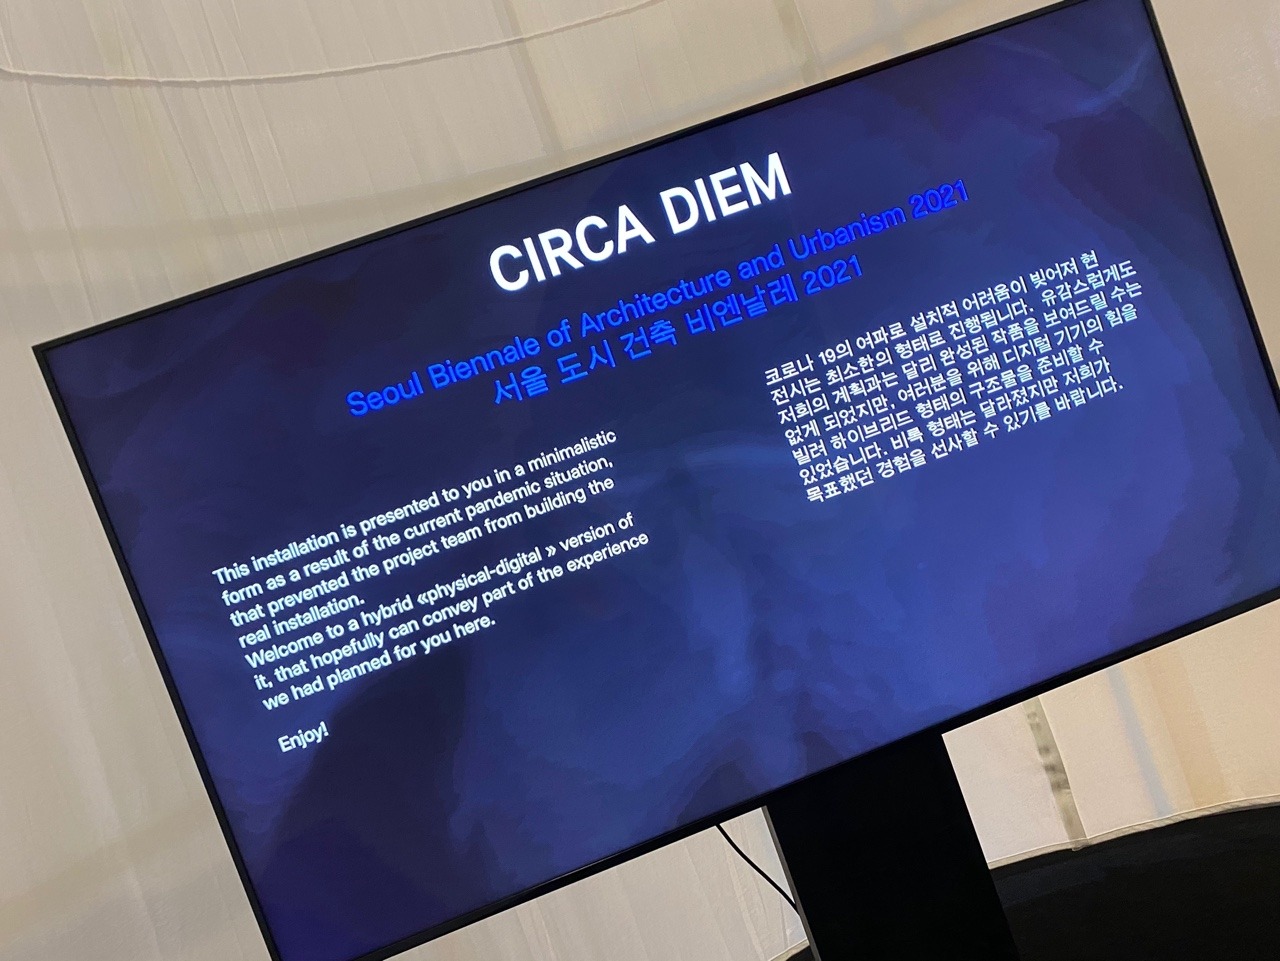 CIRCA DIEM
Seoul Biennale of Architecture and Urbanism 2021
서울 도시 건축 비엔날레 2021
This installation is presented to you in a minimalistic
form as a result of the current pandemic situation,
that prevented the project team from building the
real installation.
Welcome to a hybrid «physical-digital » version of
it, that hopefully can convey part of the experience
we had planned for you here.
Enjoy!
코로나 19의 여파로 설치적 어려움이 빚어져 현
전시는 최소한의 형태로 진행됩니다. 유감스럽게도
저희의 계획과는 달리 완성된 작품을 보여드릴 수는
없게 되었지만, 여러분을 위해 디지털 기기의 힘을
빌려 하이브리드 형태의 구조물을 준비할 수
있었습니다. 비록 형태는 달라졌지만 저희가
목표했던 경험을 선사할 수 있기를 바랍니다.